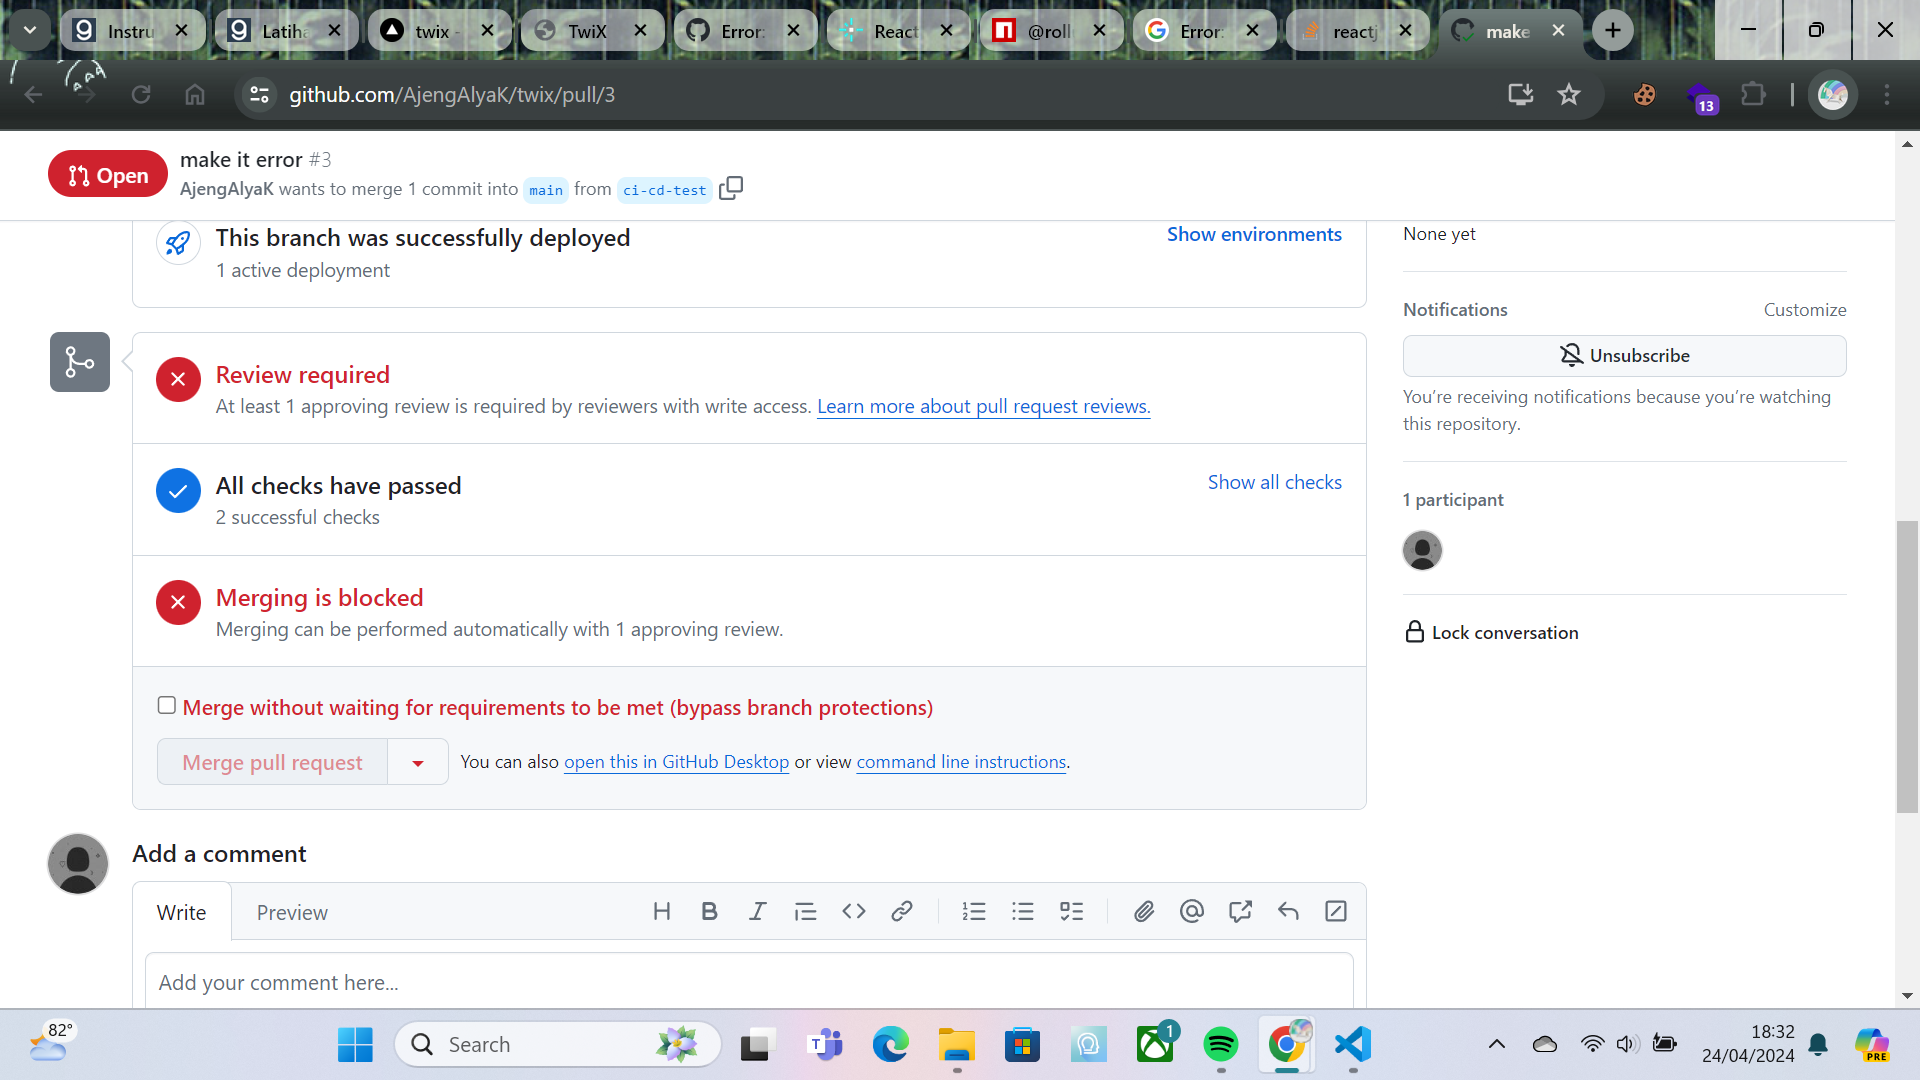 Instru
Latiha
twix -
TwiX
Error:
React
@roll
Error:
reactj
make
github.com/AjengAlyaK/twix/pull/3
13
Open
make it error #3
AjengAlyaK wants to merge 1 commit into main from ci-cd-test
This branch was successfully deployed
Show environments
1 active deployment
Review required
At least 1 approving review is required by reviewers with write access. Learn more about pull request reviews.
All checks have passed
Show all checks
2 successful checks
Merging is blocked
Merging can be performed automatically with 1 approving review.
Merge without waiting for requirements to be met (bypass branch protections)
Merge pull request
You can also open this in GitHub Desktop or view command line instructions.
None yet
Notifications
Customize
Unsubscribe
You're receiving notifications because you're watching
this repository.
1 participant
Lock conversation
Add a comment
Write
Preview
Add your comment here...
82°
Search
1
18:32
24/04/2024
PRE